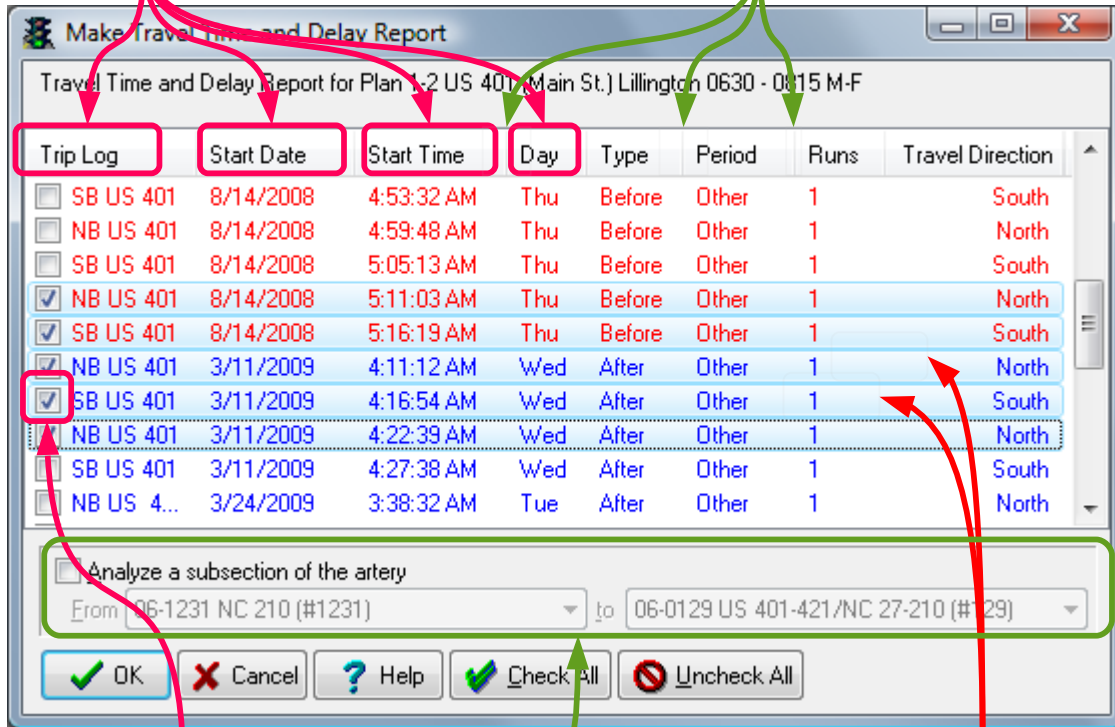 Make Travel Time and Delay Report
Travel Time and Delay Report for Plan 1-2 US 401 (Main St.) Lillington 0630 - 0815 M-F
Trip Log Start Date Start Time Day Type Period Runs Travel Direction
SB US 401 8/14/2008 4:53:32 AM Thu Before Other 1 South
NB US 401 8/14/2008 4:59:48 AM Thu Before Other 1 North
SB US 401 8/14/2008 5:05:13 AM Thu Before Other 1 South
NB US 401 8/14/2008 5:11:03 AM Thu Before Other 1 North
SB US 401 8/14/2008 5:16:19 AM Thu Before Other 1 South
NB US 401 3/11/2009 4:11:12 AM Wed After Other 1 North
SB US 401 3/11/2009 4:16:54 AM Wed After Other 1 South
NB US 401 3/11/2009 4:22:39 AM Wed After Other 1 North
SB US 401 3/11/2009 4:27:38 AM Wed After Other 1 South
NB US 4... 3/24/2009 3:38:32 AM Tue After Other 1 North
Analyze a subsection of the artery
From 06-1231 NC 210 (#1231) to 06-0129 US 401-421/NC 27-210 (#129)
OK Cancel Help Check All Uncheck All